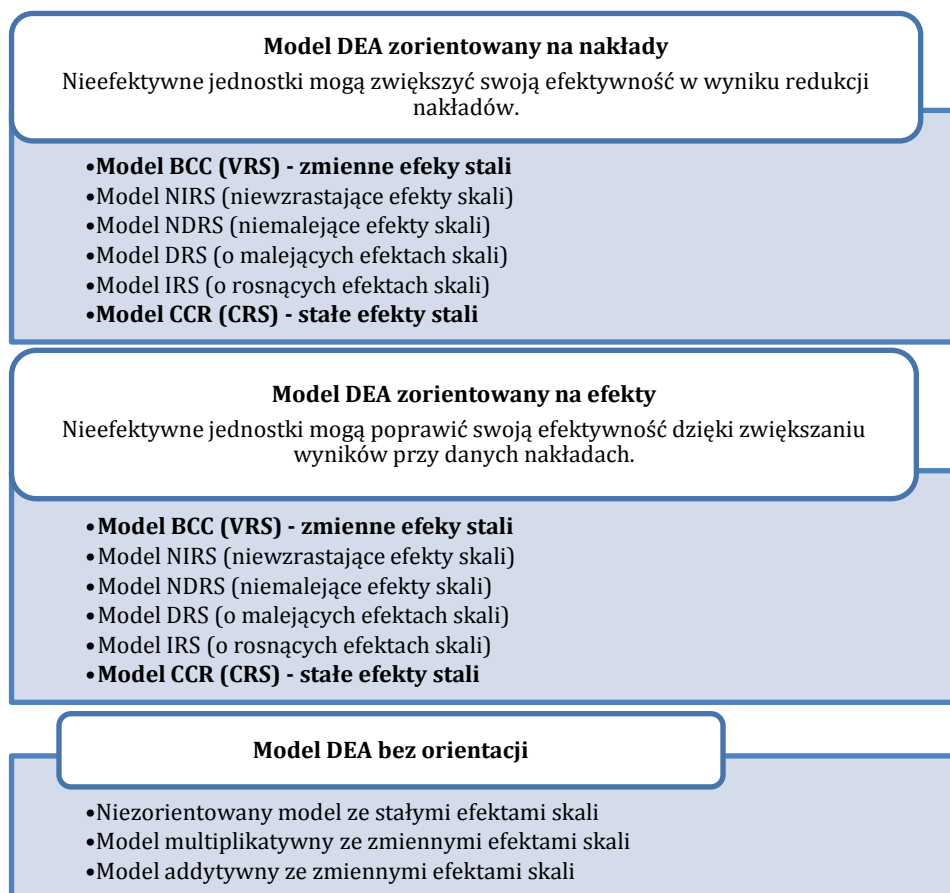 Model DEA zorientowany na nakłady
Nieefektywne jednostki mogą zwiększyć swoją efektywność w wyniku redukcji
nakładów.
•Model BCC (VRS) - zmienne efeky stali
•Model NIRS (niewzrastające efekty skali)
•Model NDRS (niemalejące efekty skali)
•Model DRS (o malejących efektach skali)
•Model IRS (o rosnących efektach skali)
•Model CCR (CRS) - stałe efekty stali
Model DEA zorientowany na efekty
Nieefektywne jednostki mogą poprawić swoją efektywność dzięki zwiększaniu
wyników przy danych nakładach.
•Model BCC (VRS) - zmienne efeky stali
•Model NIRS (niewzrastające efekty skali)
•Model NDRS (niemalejące efekty skali)
•Model DRS (o malejących efektach skali)
•Model IRS (o rosnących efektach skali)
•Model CCR (CRS) - stałe efekty stali
Model DEA bez orientacji
•Niezorientowany model ze stałymi efektami skali
•Model multiplikatywny ze zmiennymi efektami skali
•Model addytywny ze zmiennymi efektami skali